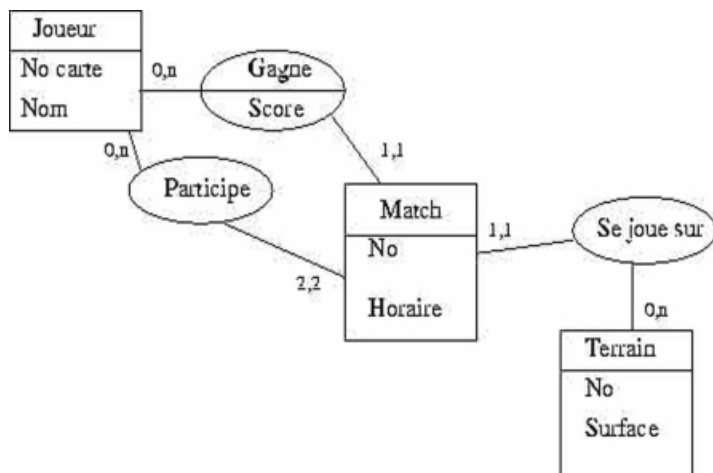 Joueur
No carte
Nom
0,n
Gagne
Score
0,n
1,1
Participe
Match
No
Horaire
2,2
1,1
Se joue sur
0,n
Terrain
No
Surface